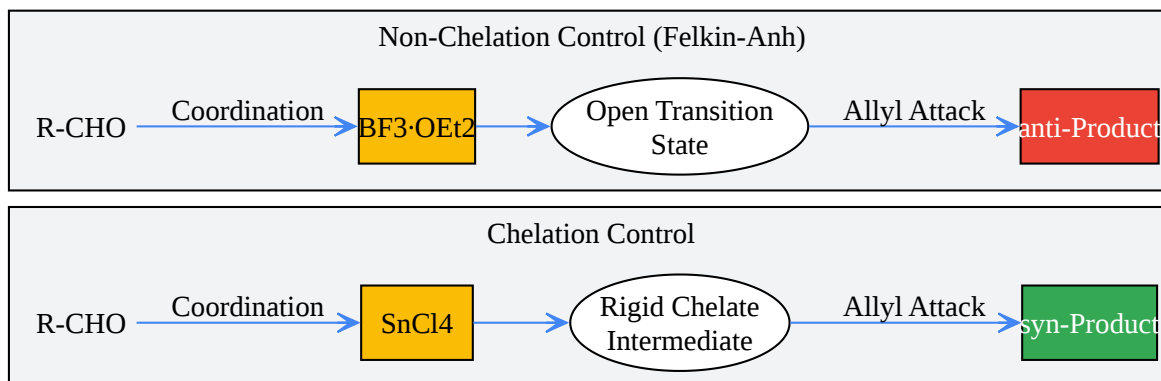 Non-Chelation Control (Felkin-Anh)
R-CHO
Coordination
BF3·OEt2
Open Transition
State
Allyl Attack
anti-Product
Chelation Control
R-CHO
Coordination
SnCl4
Rigid Chelate
Intermediate
Allyl Attack
syn-Product